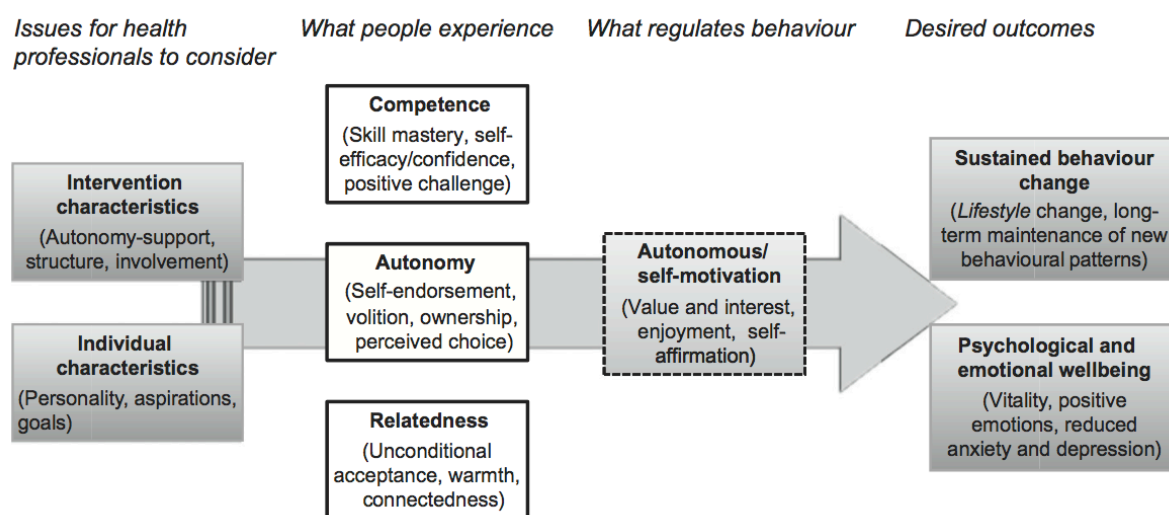 Issues for health
professionals to consider
What people experience
What regulates behaviour
Desired outcomes
Intervention
characteristics
(Autonomy-support,
structure, involvement)
Individual
characteristics
(Personality, aspirations,
goals)
Competence
(Skill mastery, self-
efficacy/confidence,
positive challenge)
Autonomy
(Self-endorsement,
volition, ownership,
perceived choice)
Relatedness
(Unconditional
acceptance, warmth,
connectedness)
Autonomous/
self-motivation
(Value and interest,
enjoyment, self-
affirmation)
Sustained behaviour
change
(Lifestyle change, long-
term maintenance of new
behavioural patterns)
Psychological and
emotional wellbeing
(Vitality, positive
emotions, reduced
anxiety and depression)